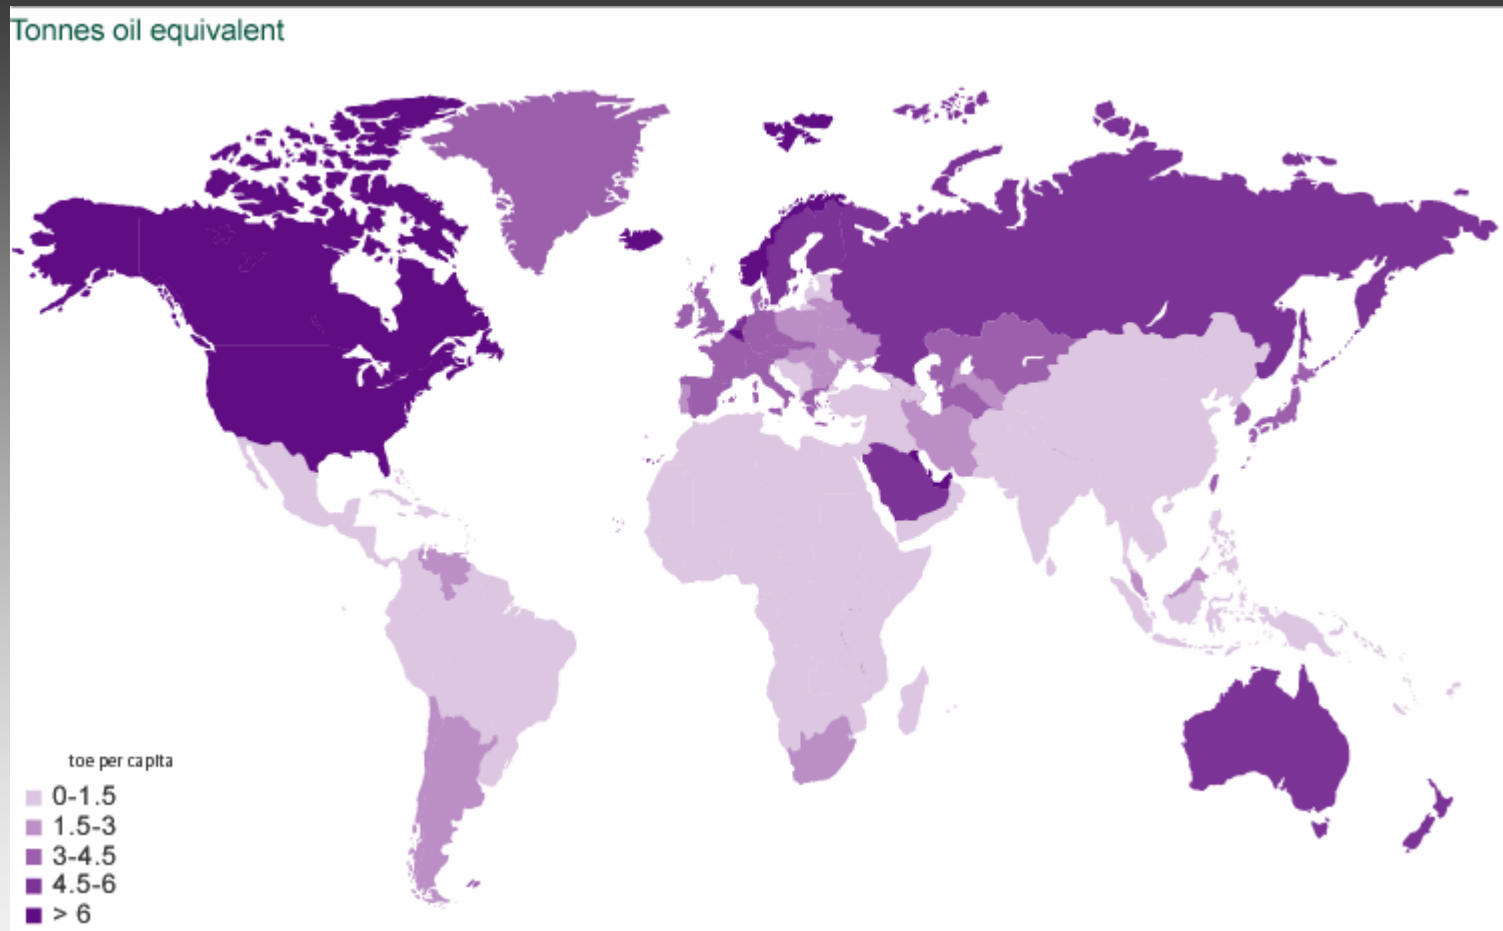 Tonnes oil equivalent
toe per capita
0-1.5
1.5-3
3-4.5
4.5-6
> 6